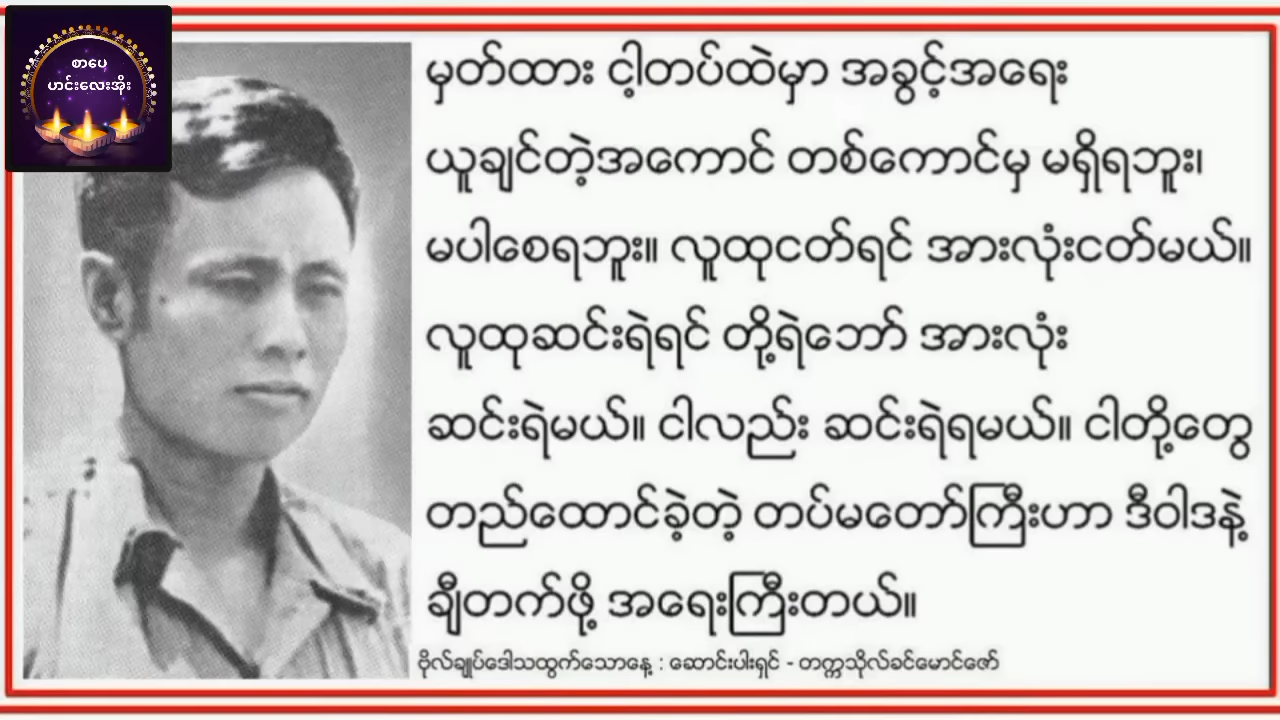 စာပေ
ဟင်းလေးအိုး
မှတ်ထား ငါ့တပ်ထဲမှာ အခွင့်အရေး
ယူချင်တဲ့အကောင် တစ်ကောင်မှ မရှိရဘူး၊
မပါစေရဘူး။ လူထုငတ်ရင် အားလုံးငတ်မယ်။
လူထုဆင်းရဲရင် တို့ရဲဘော် အားလုံး
ဆင်းရဲမယ်။ ငါလည်း ဆင်းရဲရမယ်။ ငါတို့တွေ
တည်ထောင်ခဲ့တဲ့ တပ်မတော်ကြီးဟာ ဒီဝါဒနဲ့
ချီတက်ဖို့ အရေးကြီးတယ်။
ဗိုလ်ချုပ်ဒေါသထွက်သောနေ့ : ဆောင်းပါးရှင် - တက္ကသိုလ်ခင်မောင်ဇော်